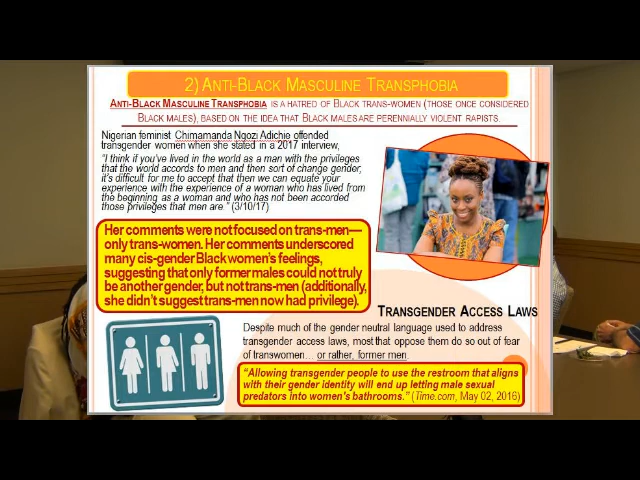 2) ANTI-BLACK MASCULINE TRANSPHOBIA
ANTI-BLACK MASCULINE TRANSPHOBIA IS A HATRED OF BLACK TRANS-WOMEN (THOSE ONCE CONSIDERED
BLACK MALES), BASED ON THE IDEA THAT BLACK MALES ARE PERENNIALLY VIOLENT RAPISTS.
Nigerian feminist Chimamanda Ngozi Adichie offended
transgender women when she stated in a 2017 interview,
"I think if you've lived in the world as a man with the privileges
that the world accords to men and then sort of change gender,
it's difficult for me to accept that then we can equate your
experience with the experience of a woman who has lived from
the beginning as a woman and who has not been accorded
those privileges that men are" (3/10/17)
Her comments were not focused on trans-men—
only trans-women. Her comments underscored
many cis-gender Black women's feelings,
suggesting that only former males could not truly
be another gender, but not trans-men (additionally,
she didn't suggest trans-men now had privilege).
TRANSGENDER ACCESS LAWS
Despite much of the gender neutral language used to address
transgender access laws, most that oppose them do so out of fear
of transwomen… or rather, former men.
"Allowing transgender people to use the restroom that aligns
with their gender identity will end up letting male sexual
predators into women's bathrooms." (Time.com, May 02, 2016)